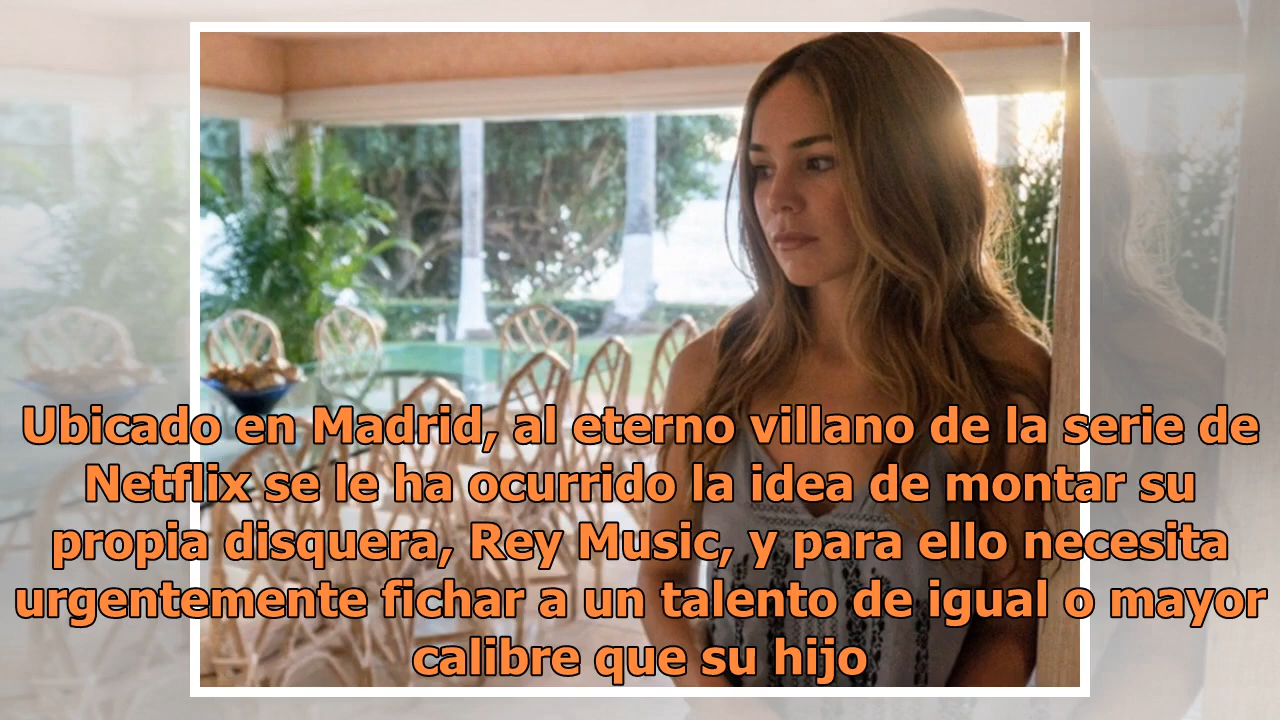 Ubicado en Madrid, al eterno villano de la serie de
Netflix se le ha ocurrido la idea de montar su
propia disquera, Rey Music, y para ello necesita
urgentemente fichar a un talento de igual o mayor
calibre que su hijo